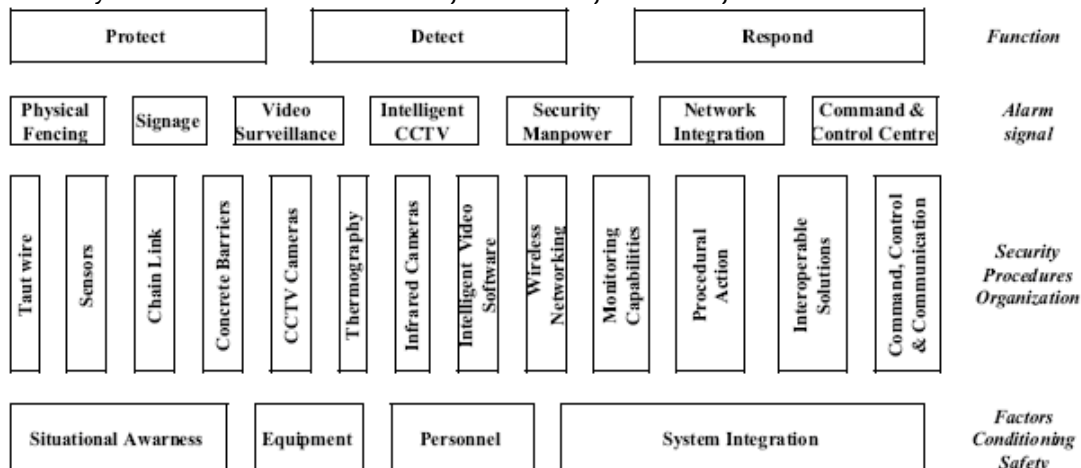 Protect Detect Respond Function
Physical Fencing Signage Video Surveillance Intelligent CCTV Security Manpower Network Integration Command & Control Centre Alarm signal
Taut wire
Sensors
Chain Link
Concrete Barriers
CCTV Cameras
Thermography
Infrared Cameras
Intelligent Video
Software
Wireless
Networking
Monitoring
Capabilities
Procedural
Action
Interoperable
Solutions
Command, Control
& Communication
Security
Procedures
Organization
Situational Awarness Equipment Personnel System Integration
Factors
Conditioning
Safety